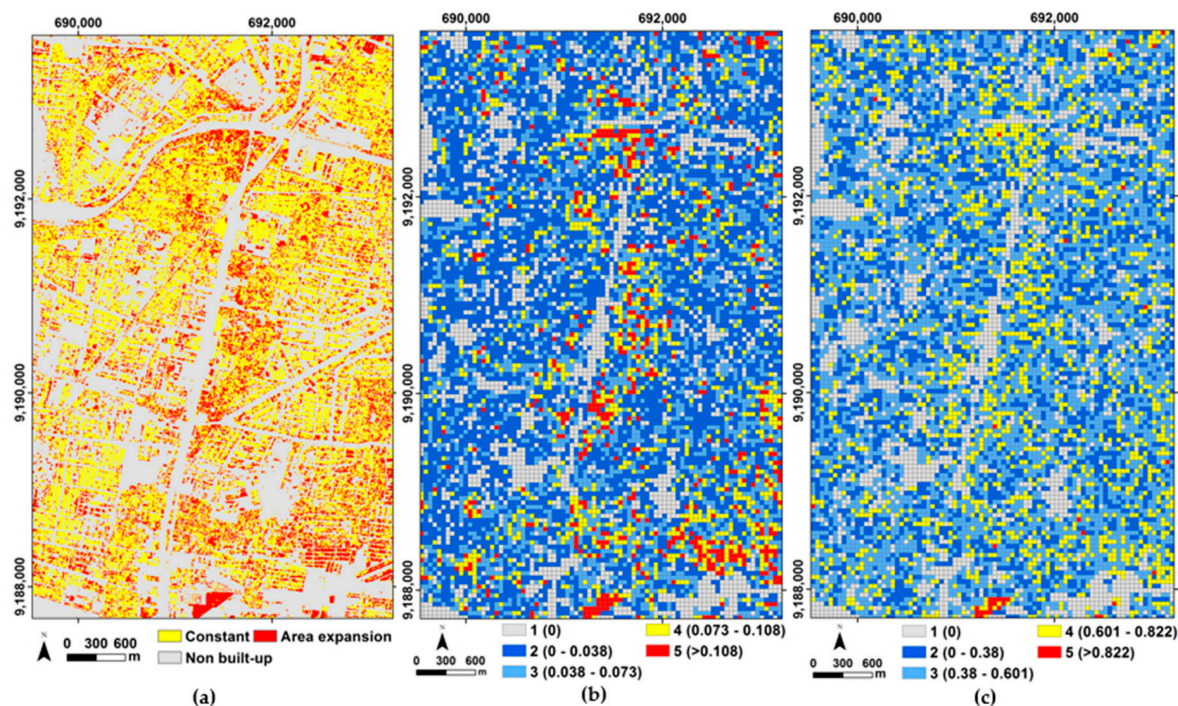 690,000 692,000 690,000 692,000 690,000 692,000
9,192,000 9,192,000 9,192,000
9,190,000 9,190,000 9,190,000
9,188,000 9,188,000 9,188,000
N
0 300 600
m
Constant Area expansion
Non built-up
(a)
N
0 300 600
m
1 (0) 4 (0.073 - 0.108)
2 (0 - 0.038) 5 (>0.108)
3 (0.038 - 0.073)
(b)
N
0 300 600
m
1 (0) 4 (0.601 - 0.822)
2 (0 - 0.38) 5 (>0.822)
3 (0.38 - 0.601)
(c)